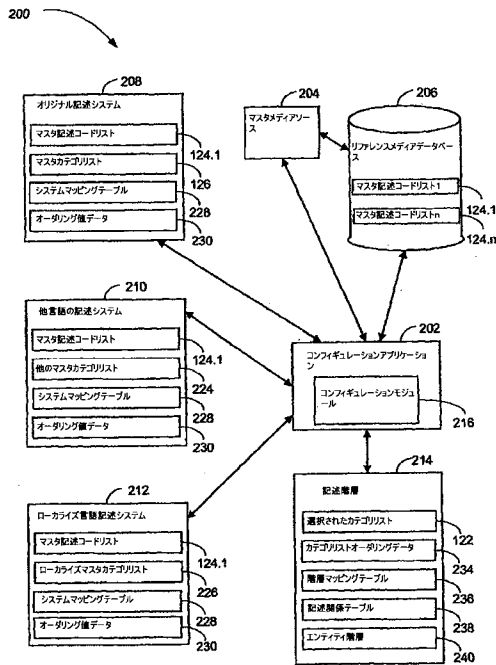 200
208
オリジナル記述システム
マスタ記述コードリスト
124.1
マスタカテゴリリスト
126
システムマッピングテーブル
228
オーダリング値データ
230
204
マスタメディアソース
206
リファレンスメディアデータベース
マスタ記述コードリスト1
124.1
マスタ記述コードリストn
124.n
210
他言語の記述システム
マスタ記述コードリスト
124.1
他のマスタカテゴリリスト
224
システムマッピングテーブル
228
オーダリング値データ
230
202
コンフィギュレーションアプリケーション
コンフィギュレーションモジュール
216
212
ローカライズ言語記述システム
マスタ記述コードリスト
124.1
ローカライズマスタカテゴリリスト
226
システムマッピングテーブル
228
オーダリング値データ
230
214
記述階層
選択されたカテゴリリスト
122
カテゴリリストオーダリングデータ
234
階層マッピングテーブル
236
記述関係テーブル
238
エンティティ階層
240